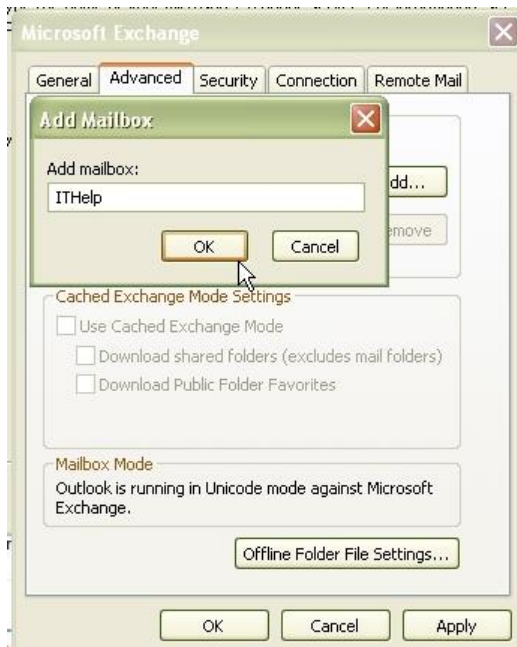 Microsoft Exchange
General Advanced Security Connection Remote Mail
Add Mailbox
Add mailbox:
ITHelp
dd...
emove
OK Cancel
Cached Exchange Mode Settings
Use Cached Exchange Mode
Download shared folders (excludes mail folders)
Download Public Folder Favorites
Mailbox Mode
Outlook is running in Unicode mode against Microsoft
Exchange.
Offline Folder File Settings...
OK Cancel Apply